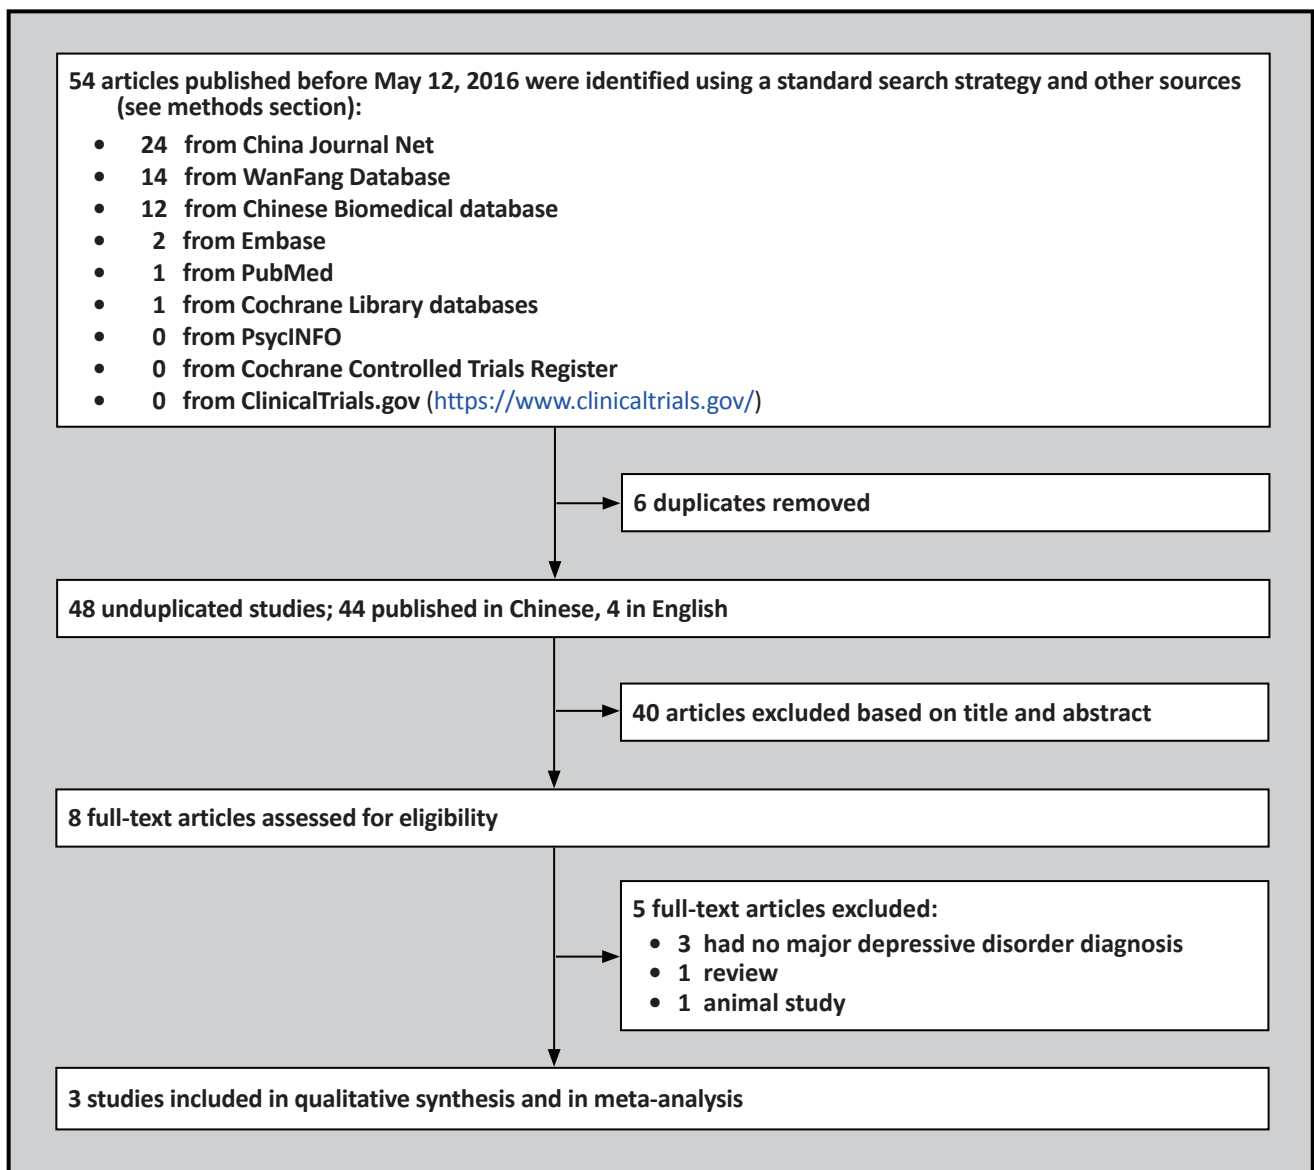 54 articles published before May 12, 2016 were identified using a standard search strategy and other sources
(see methods section):
• 24 from China Journal Net
• 14 from WanFang Database
• 12 from Chinese Biomedical database
• 2 from Embase
• 1 from PubMed
• 1 from Cochrane Library databases
• 0 from PsycINFO
• 0 from Cochrane Controlled Trials Register
• 0 from ClinicalTrials.gov (https://www.clinicaltrials.gov/)
6 duplicates removed
48 unduplicated studies; 44 published in Chinese, 4 in English
40 articles excluded based on title and abstract
8 full-text articles assessed for eligibility
5 full-text articles excluded:
• 3 had no major depressive disorder diagnosis
• 1 review
• 1 animal study
3 studies included in qualitative synthesis and in meta-analysis